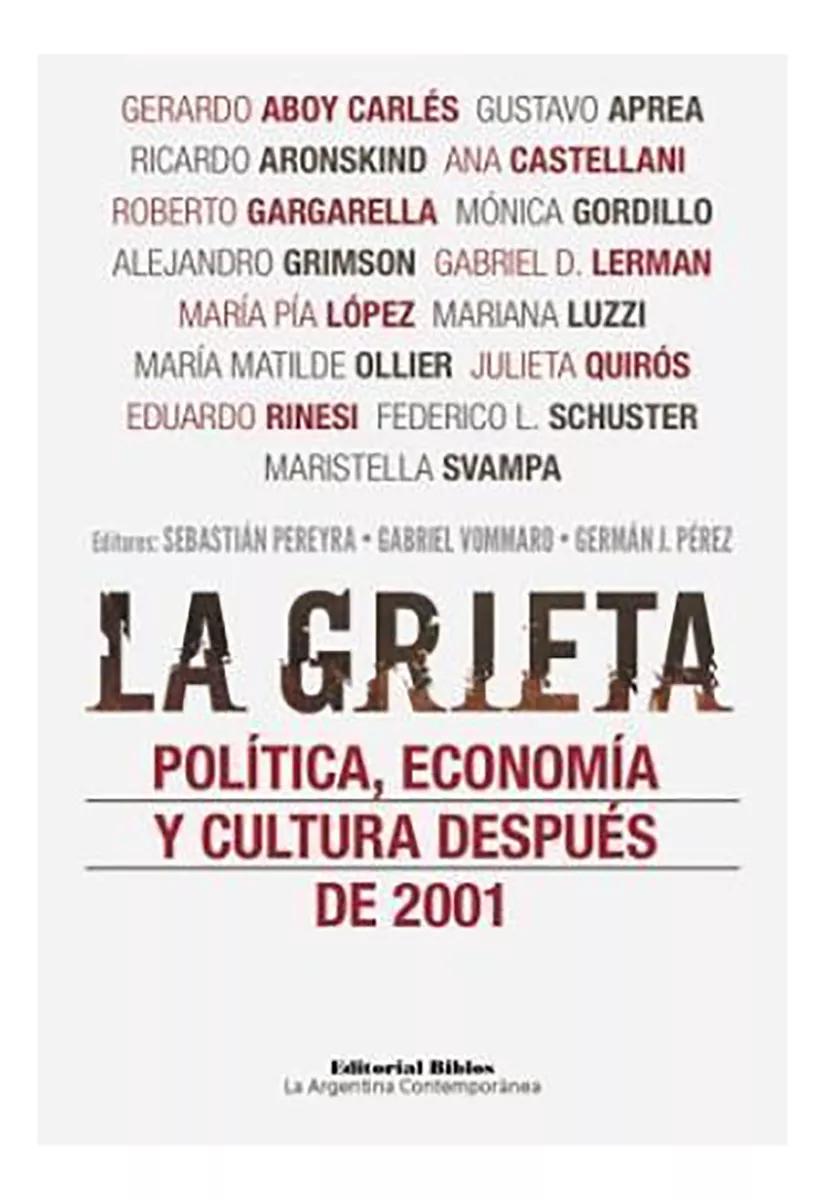 GERARDO ABOY CARLÉS GUSTAVO APREA
RICARDO ARONSKIND ANA CASTELLANI
ROBERTO GARGARELLA MÓNICA GORDILLO
ALEJANDRO GRIMSON GABRIEL D. LERMAN
MARÍA PÍA LÓPEZ MARIANA LUZZI
MARÍA MATILDE OLLIER JULIETA QUIRÓS
EDUARDO RINESI FEDERICO L. SCHUSTER
MARISTELLA SVAMPA
Editores: SEBASTIÁN PEREYRA • GABRIEL VOMMARO • GERMÁN J. PÉREZ
LA GRIETA
POLÍTICA, ECONOMÍA
Y CULTURA DESPUÉS
DE 2001
Editorial Biblos
La Argentina Contemporánea